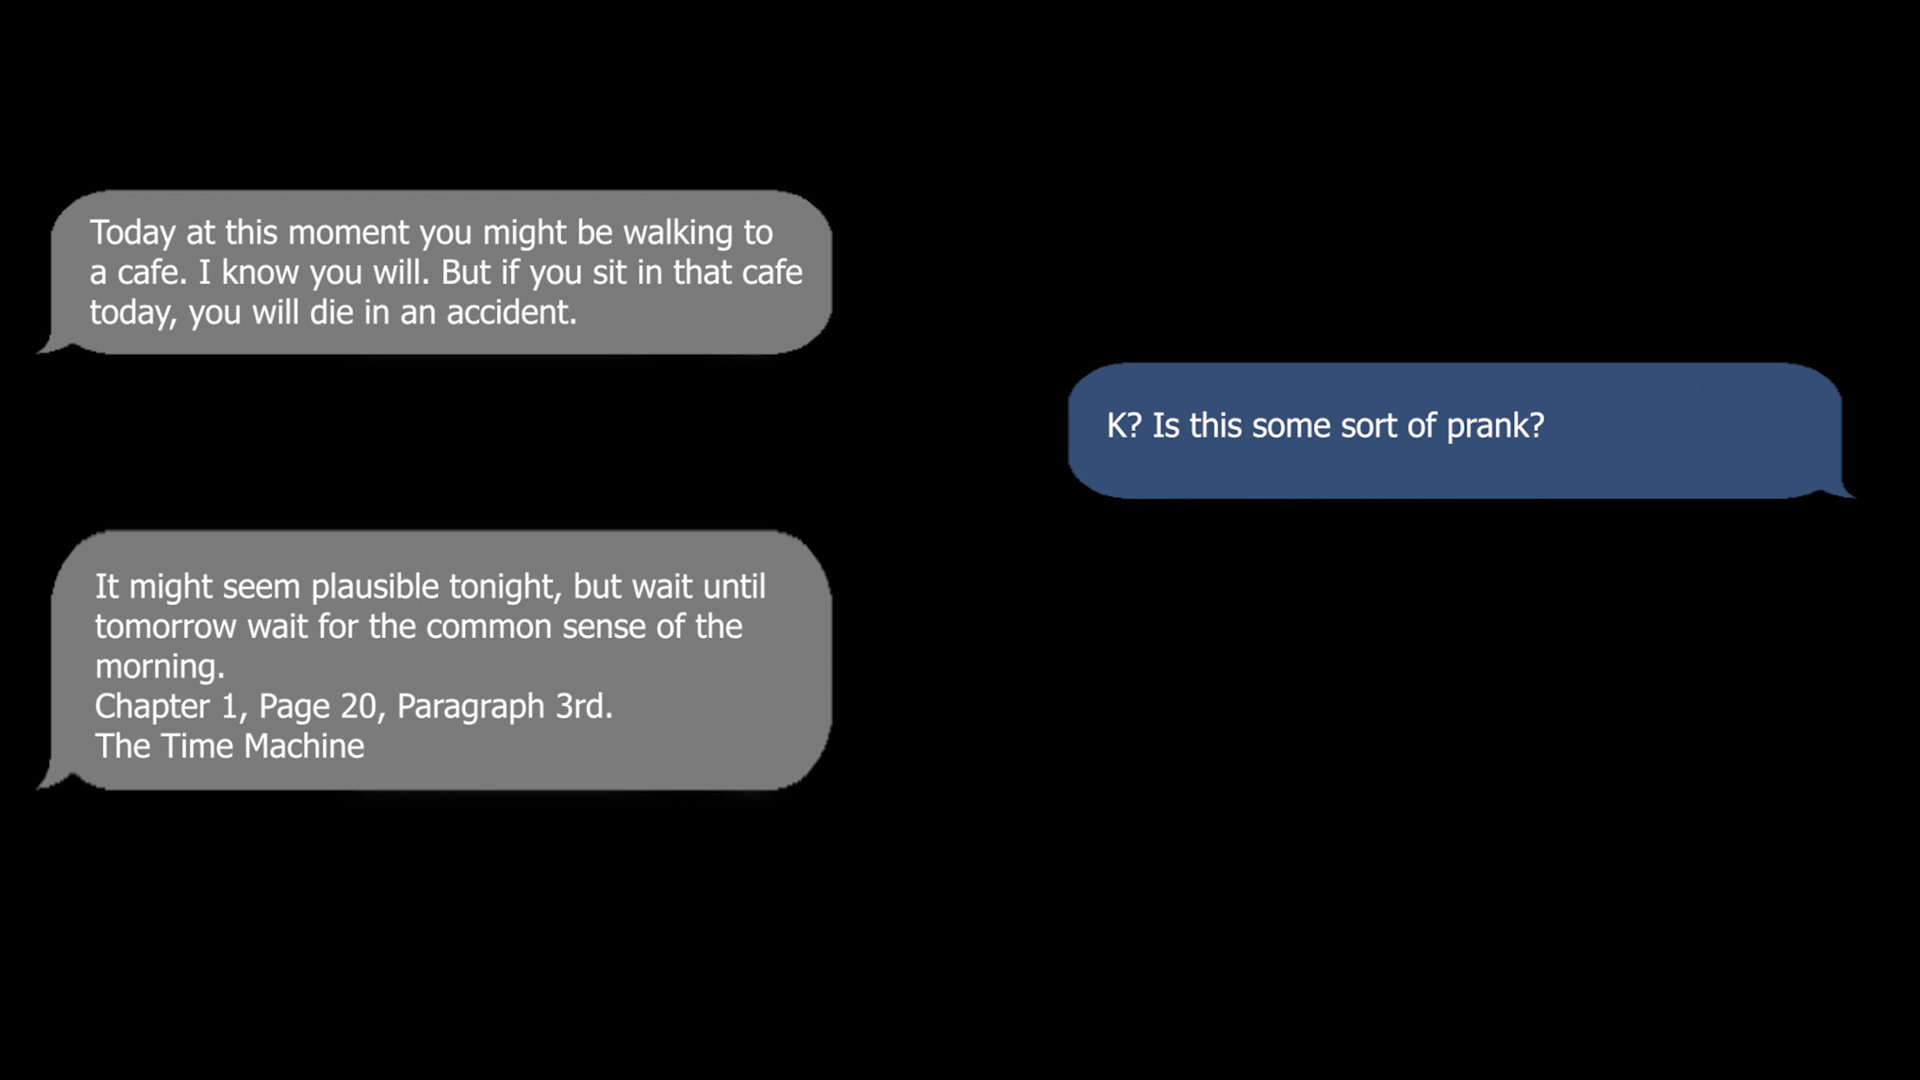 Today at this moment you might be walking to
a cafe. I know you will. But if you sit in that cafe
today, you will die in an accident.
K? Is this some sort of prank?
It might seem plausible tonight, but wait until
tomorrow wait for the common sense of the
morning.
Chapter 1, Page 20, Paragraph 3rd.
The Time Machine